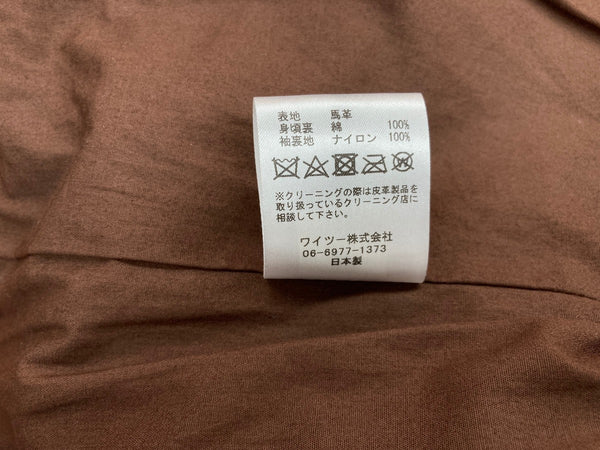 表地 馬革
身頃裏 綿 100%
袖裏地 ナイロン 100%
※クリーニングの際は皮革製品を
取り扱っているクリーニング店に
相談して下さい。
ワイツー株式会社
06-6977-1373
日本製